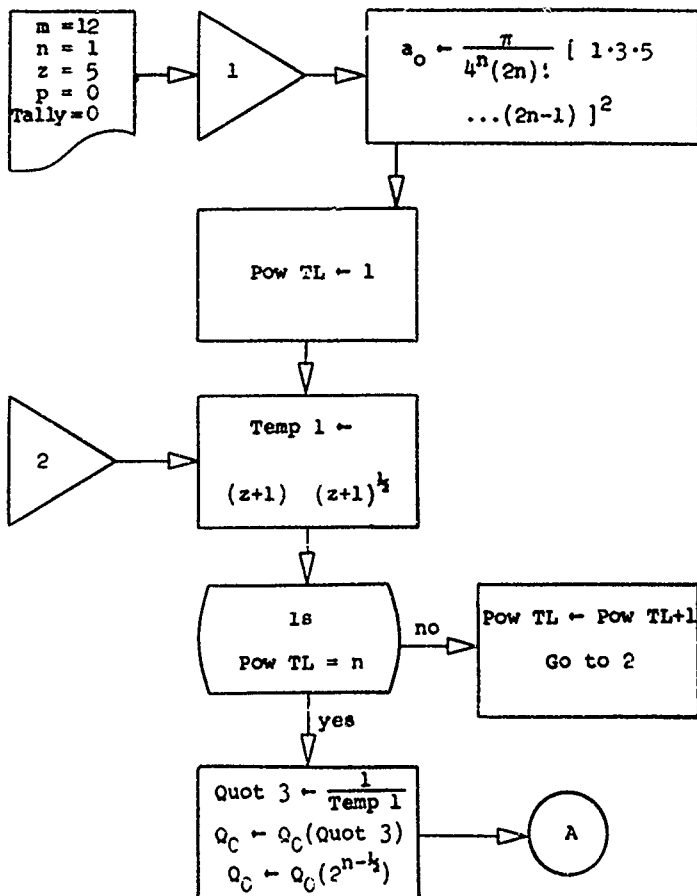 m = 12
n = 1
z = 5
p = 0
Tally = 0
1
a_o ← π / 4^n (2n)! [ 1·3·5
...(2n-1) ]^2
Pow TL ← 1
2
Temp 1 ←
(z+1) (z+1)^½
Is
Pow TL = n
no
Pow TL ← Pow TL+1
Go to 2
yes
Quot 3 ← 1 / Temp 1
Q_C ← Q_C(Quot 3)
Q_C ← Q_C(2^{n-½})
A